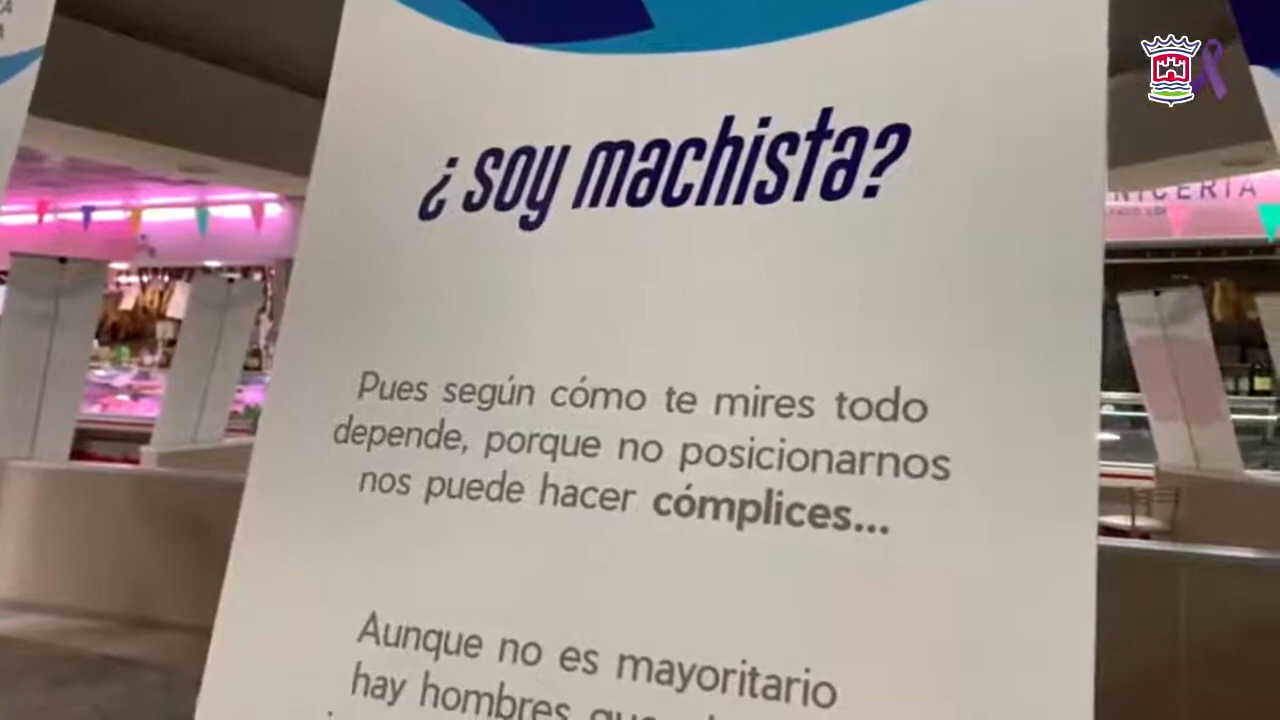 ¿soy machista?
Pues según cómo te mires todo
depende, porque no posicionarnos
nos puede hacer cómplices...
Aunque no es mayoritario
hay hombres